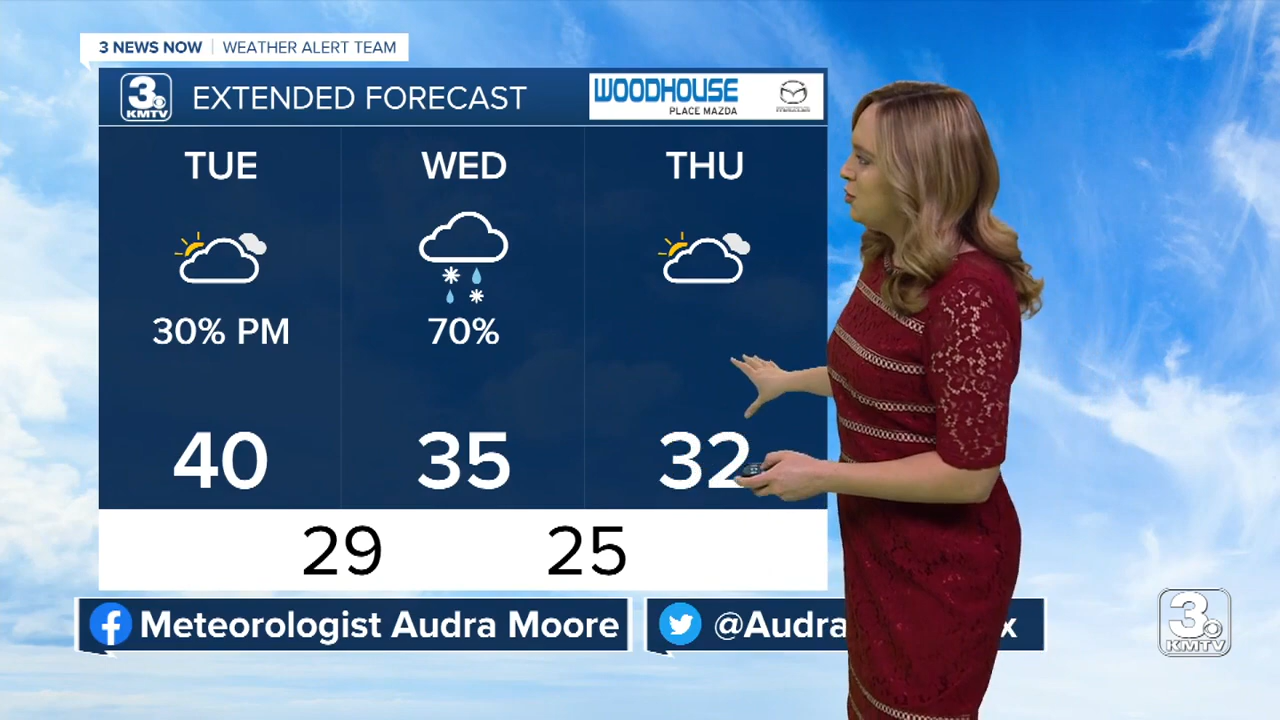 3 NEWS NOW | WEATHER ALERT TEAM
3 KMTV EXTENDED FORECAST WOODHOUSE
PLACE MAZDA
TUE WED THU
30% PM 70%
40 35 32
29 25
Meteorologist Audra Moore @Audra x
3 KMTV